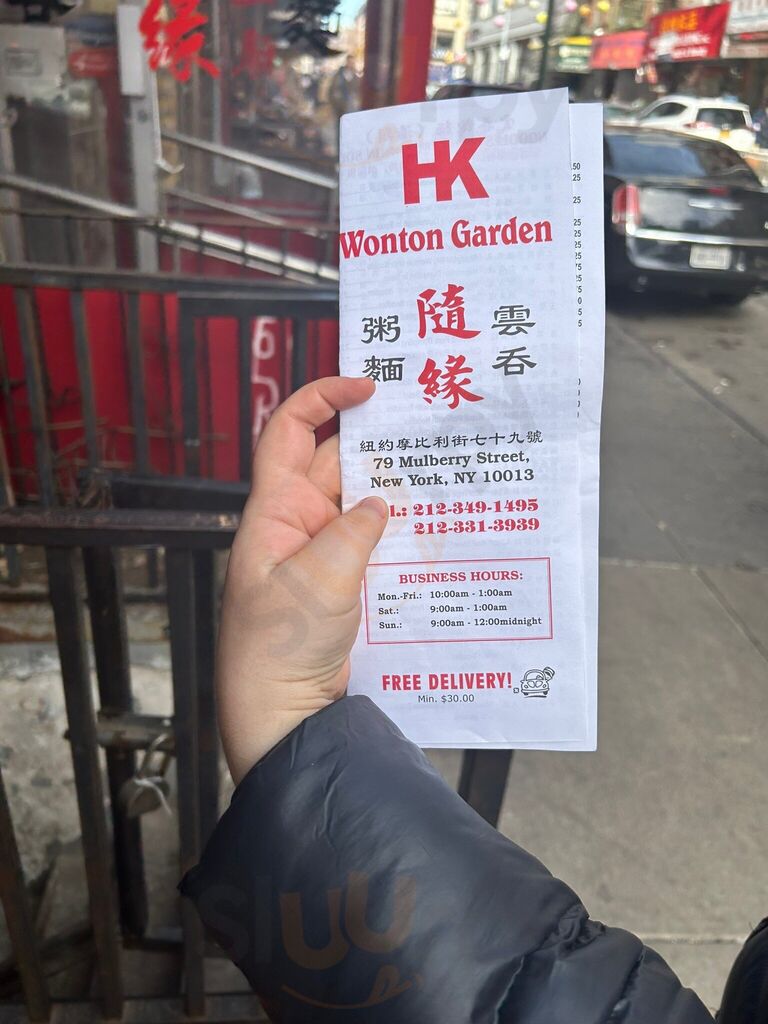 緣
HK
Wonton Garden
粥麵
隨緣
雲吞
紐約摩比利街七十九號
79 Mulberry Street,
New York, NY 10013
l.: 212-349-1495
212-331-3939
BUSINESS HOURS:
Mon.-Fri.: 10:00am - 1:00am
Sat.: 9:00am - 1:00am
Sun.: 9:00am - 12:00midnight
FREE DELIVERY!
Min. $30.00